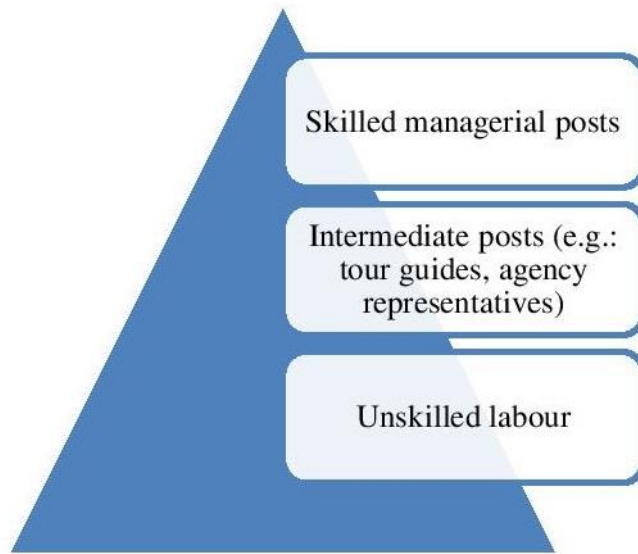 Skilled managerial posts
Intermediate posts (e.g.:
tour guides, agency
representatives)
Unskilled labour